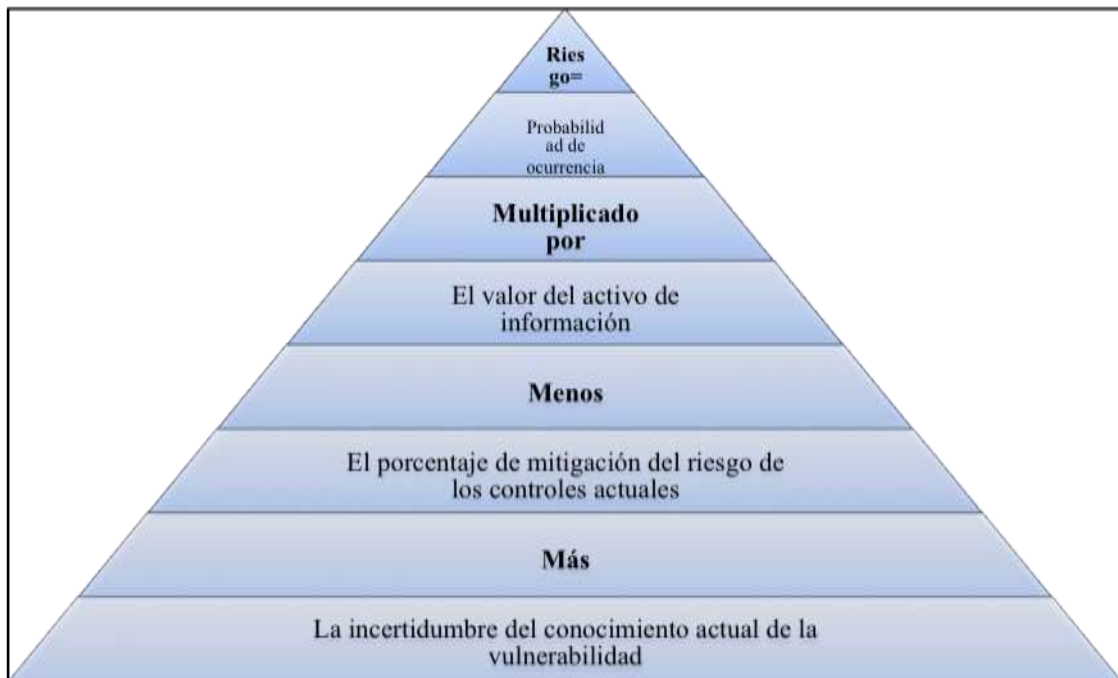 Ries
go=
Probabilid
ad de
ocurrencia
Multiplicado
por
El valor del activo de
información
Menos
El porcentaje de mitigación del riesgo de
los controles actuales
Más
La incertidumbre del conocimiento actual de la
vulnerabilidad